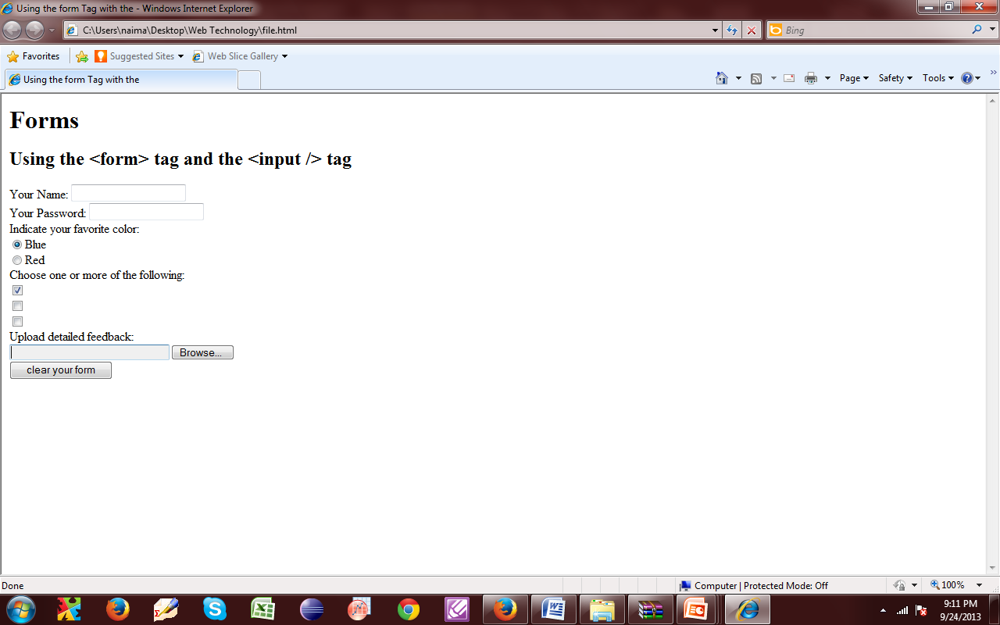 Using the form Tag with the - Windows Internet Explorer
C:\Users\naima\Desktop\Web Technology\file.html
Bing
Favorites
Suggested Sites
Web Slice Gallery
Using the form Tag with the
Page
Safety
Tools
Forms
Using the <form> tag and the <input /> tag
Your Name:
Your Password:
Indicate your favorite color:
Blue
Red
Choose one or more of the following:
Upload detailed feedback:
Browse...
clear your form
Done
Computer | Protected Mode: Off
100%
9:11 PM
9/24/2013